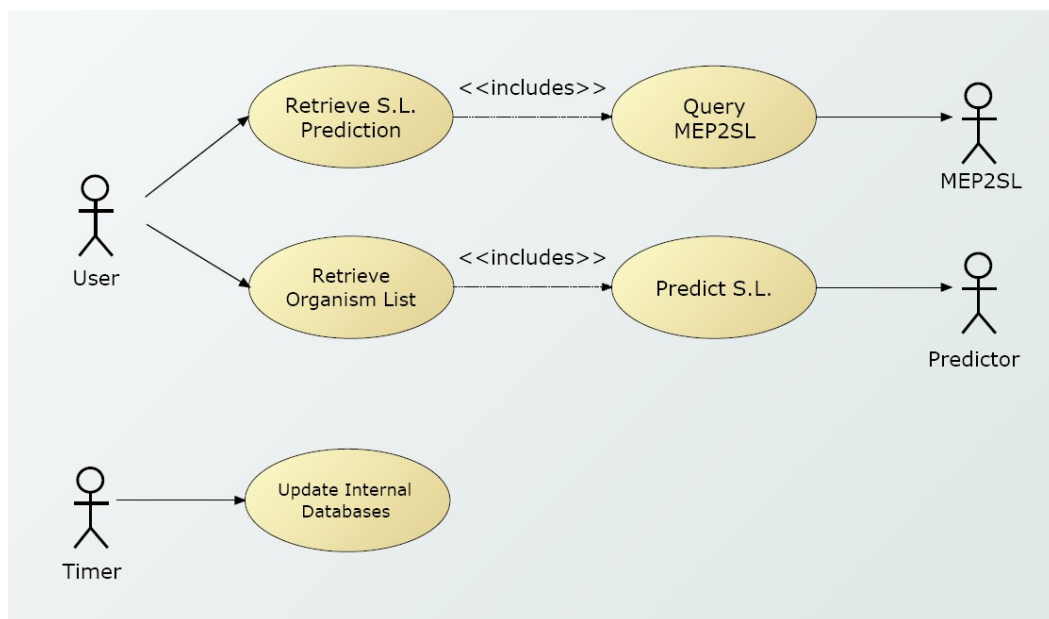 Retrieve S.L.
Prediction
<<includes>>
Query
MEP2SL
MEP2SL
User
Retrieve
Organism List
<<includes>>
Predict S.L.
Predictor
Update Internal
Databases
Timer